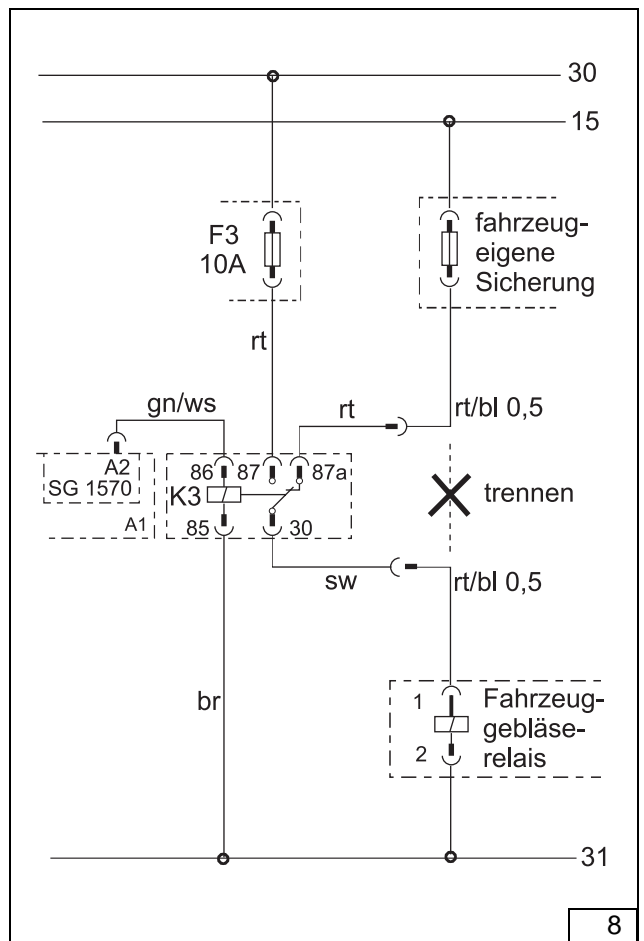 30
15
F3
10A
fahrzeug-
eigene
Sicherung
rt
gn/ws
rt
rt/bl 0,5
A2
SG 1570
A1
86
87
87a
K3
85
30
trennen
sw
rt/bl 0,5
br
1
2
Fahrzeug-
gebläse-
relais
31
8